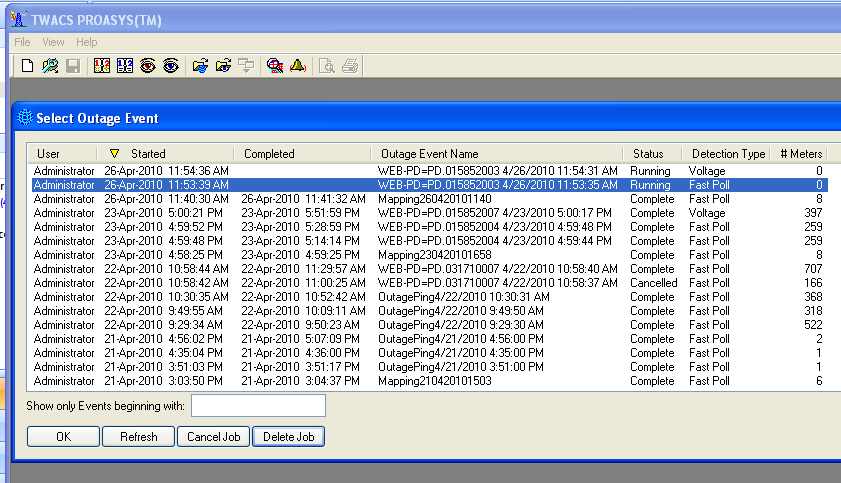 TWACS PROASYS(TM)
File View Help
Select Outage Event
User Started Completed Outage Event Name Status Detection Type # Meters
Administrator 26-Apr-2010 11:54:36 AM WEB-PD=PD.015852003 4/26/2010 11:54:31 AM Running Voltage 0
Administrator 26-Apr-2010 11:53:39 AM WEB-PD=PD.015852003 4/26/2010 11:53:35 AM Running Fast Poll 0
Administrator 26-Apr-2010 11:40:30 AM 26-Apr-2010 11:41:32 AM Mapping260420101140 Complete Fast Poll 8
Administrator 23-Apr-2010 5:00:21 PM 23-Apr-2010 5:51:59 PM WEB-PD=PD.015852007 4/23/2010 5:00:17 PM Complete Voltage 397
Administrator 23-Apr-2010 4:59:52 PM 23-Apr-2010 5:28:59 PM WEB-PD=PD.015852004 4/23/2010 4:59:48 PM Complete Fast Poll 259
Administrator 23-Apr-2010 4:59:48 PM 23-Apr-2010 5:14:14 PM WEB-PD=PD.015852004 4/23/2010 4:59:44 PM Complete Fast Poll 259
Administrator 23-Apr-2010 4:58:25 PM 23-Apr-2010 4:59:25 PM Mapping230420101658 Complete Fast Poll 8
Administrator 22-Apr-2010 10:58:44 AM 22-Apr-2010 11:29:57 AM WEB-PD=PD.031710007 4/22/2010 10:58:40 AM Complete Fast Poll 707
Administrator 22-Apr-2010 10:58:42 AM 22-Apr-2010 11:00:25 AM WEB-PD=PD.031710007 4/22/2010 10:58:37 AM Cancelled Fast Poll 166
Administrator 22-Apr-2010 10:30:35 AM 22-Apr-2010 10:52:42 AM OutagePing4/22/2010 10:30:31 AM Complete Fast Poll 368
Administrator 22-Apr-2010 9:49:55 AM 22-Apr-2010 10:09:11 AM OutagePing4/22/2010 9:49:50 AM Complete Fast Poll 318
Administrator 22-Apr-2010 9:29:34 AM 22-Apr-2010 9:50:23 AM OutagePing4/22/2010 9:29:30 AM Complete Fast Poll 522
Administrator 21-Apr-2010 4:56:02 PM 21-Apr-2010 5:07:09 PM OutagePing4/21/2010 4:56:00 PM Complete Fast Poll 2
Administrator 21-Apr-2010 4:35:04 PM 21-Apr-2010 4:36:00 PM OutagePing4/21/2010 4:35:00 PM Complete Fast Poll 1
Administrator 21-Apr-2010 3:51:03 PM 21-Apr-2010 3:51:17 PM OutagePing4/21/2010 3:51:00 PM Complete Fast Poll 1
Administrator 21-Apr-2010 3:03:50 PM 21-Apr-2010 3:04:37 PM Mapping210420101503 Complete Fast Poll 6
Show only Events beginning with:
OK Refresh Cancel Job Delete Job